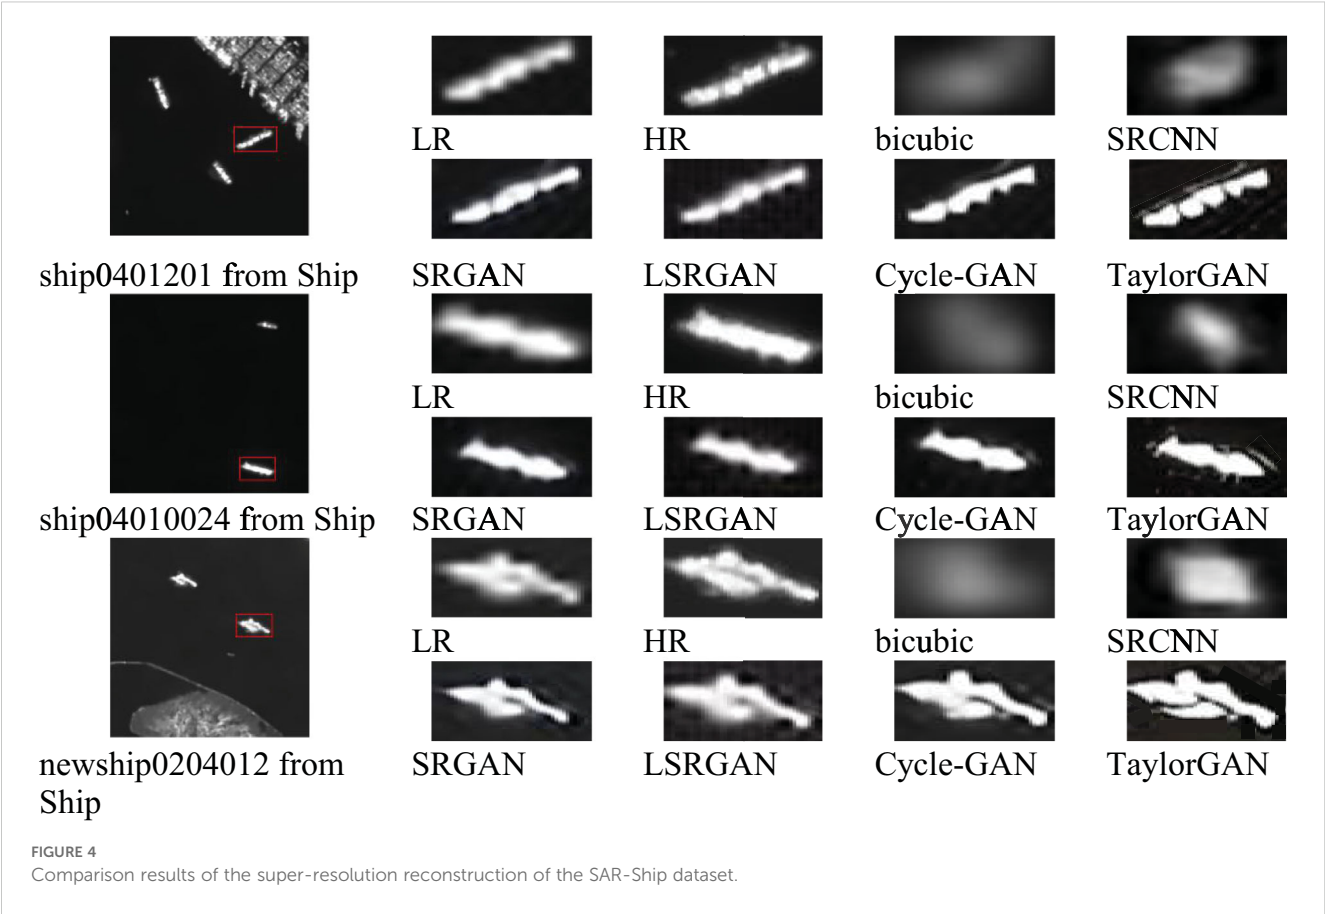 LR HR bicubic SRCNN
ship0401201 from Ship SRGAN LSRGAN Cycle-GAN TaylorGAN
LR HR bicubic SRCNN
ship04010024 from Ship SRGAN LSRGAN Cycle-GAN TaylorGAN
LR HR bicubic SRCNN
newship0204012 from SRGAN LSRGAN Cycle-GAN TaylorGAN
Ship
FIGURE 4
Comparison results of the super-resolution reconstruction of the SAR-Ship dataset.